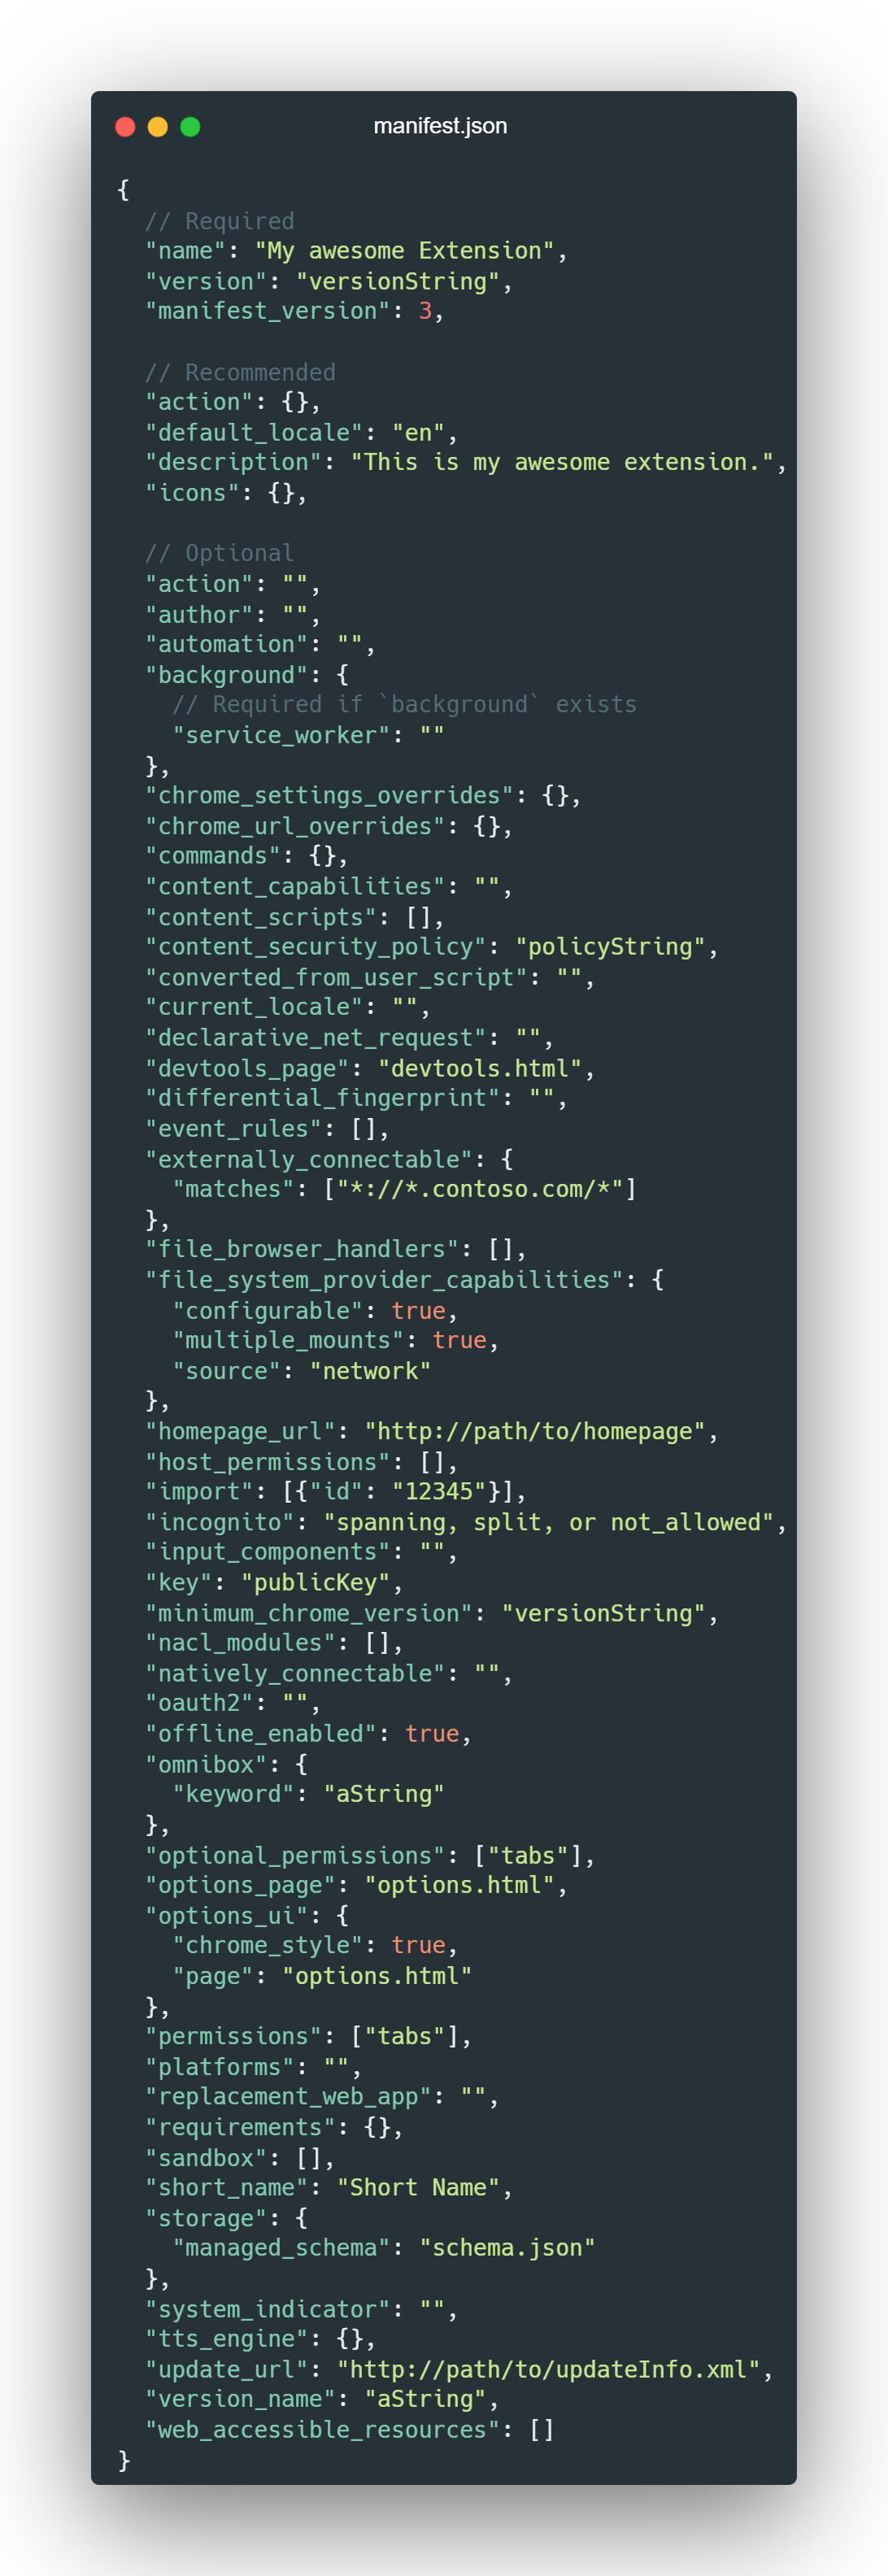 manifest.json
{
  // Required
  "name": "My awesome Extension",
  "version": "versionString",
  "manifest_version": 3,

  // Recommended
  "action": {},
  "default_locale": "en",
  "description": "This is my awesome extension.",
  "icons": {},

  // Optional
  "action": "",
  "author": "",
  "automation": "",
  "background": {
    // Required if `background` exists
    "service_worker": ""
  },
  "chrome_settings_overrides": {},
  "chrome_url_overrides": {},
  "commands": {},
  "content_capabilities": "",
  "content_scripts": [],
  "content_security_policy": "policyString",
  "converted_from_user_script": "",
  "current_locale": "",
  "declarative_net_request": "",
  "devtools_page": "devtools.html",
  "differential_fingerprint": "",
  "event_rules": [],
  "externally_connectable": {
    "matches": ["*://*.contoso.com/*"]
  },
  "file_browser_handlers": [],
  "file_system_provider_capabilities": {
    "configurable": true,
    "multiple_mounts": true,
    "source": "network"
  },
  "homepage_url": "http://path/to/homepage",
  "host_permissions": [],
  "import": [{"id": "12345"}],
  "incognito": "spanning, split, or not_allowed",
  "input_components": "",
  "key": "publicKey",
  "minimum_chrome_version": "versionString",
  "nacl_modules": [],
  "natively_connectable": "",
  "oauth2": "",
  "offline_enabled": true,
  "omnibox": {
    "keyword": "aString"
  },
  "optional_permissions": ["tabs"],
  "options_page": "options.html",
  "options_ui": {
    "chrome_style": true,
    "page": "options.html"
  },
  "permissions": ["tabs"],
  "platforms": "",
  "replacement_web_app": "",
  "requirements": {},
  "sandbox": [],
  "short_name": "Short Name",
  "storage": {
    "managed_schema": "schema.json"
  },
  "system_indicator": "",
  "tts_engine": {},
  "update_url": "http://path/to/updateInfo.xml",
  "version_name": "aString",
  "web_accessible_resources": []
}